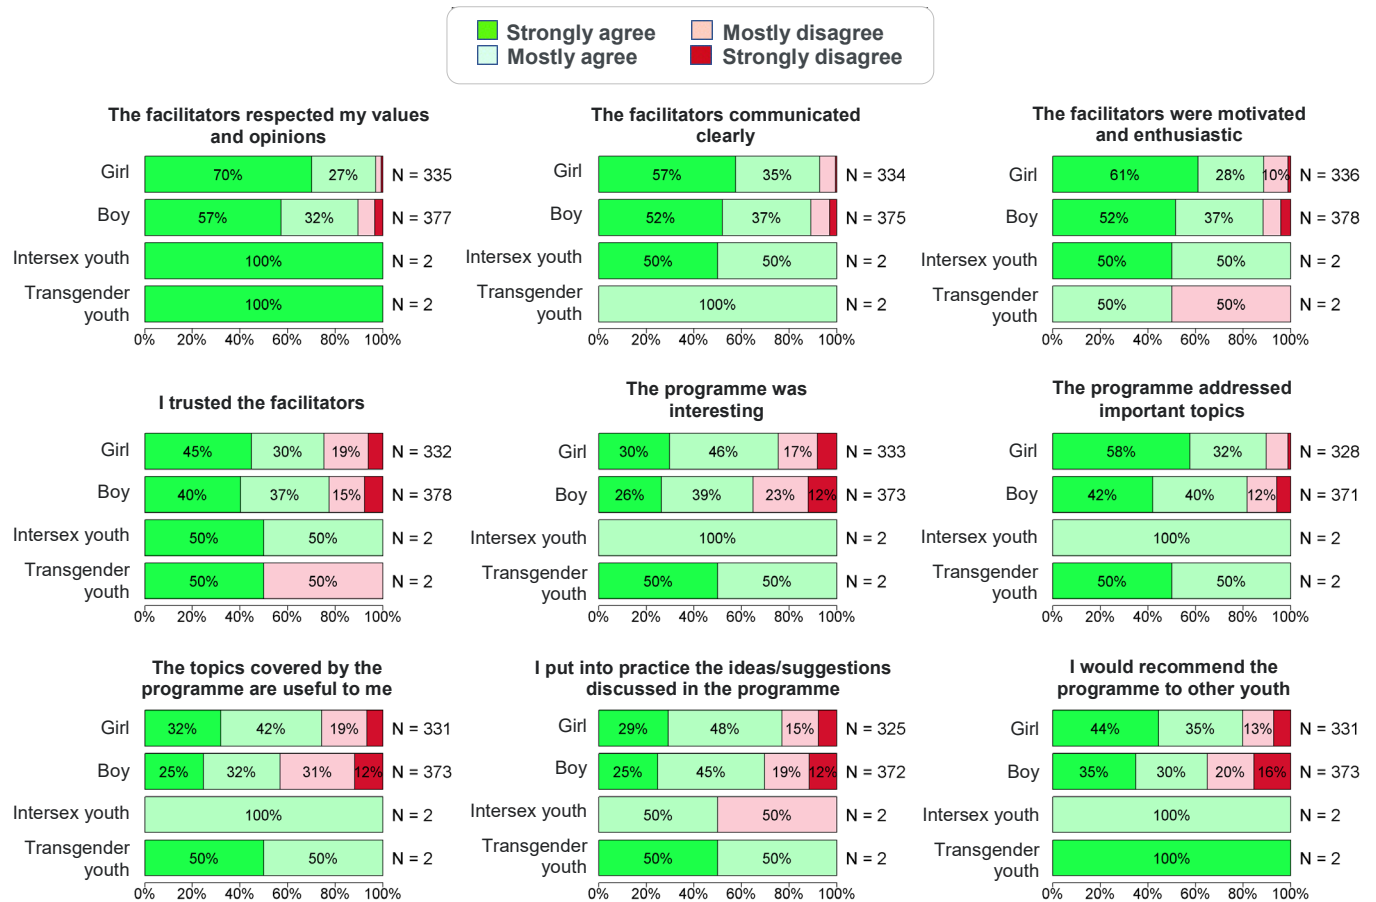 Strongly agree
Mostly disagree
Mostly agree
Strongly disagree
The facilitators respected my values
and opinions
Girl
70%
27%
N = 335
Boy
57%
32%
N = 377
Intersex youth
100%
N = 2
Transgender
youth
100%
N = 2
0% 20% 40% 60% 80% 100%
The facilitators communicated
clearly
Girl
57%
35%
N = 334
Boy
52%
37%
N = 375
Intersex youth
50%
50%
N = 2
Transgender
youth
100%
N = 2
0% 20% 40% 60% 80% 100%
The facilitators were motivated
and enthusiastic
Girl
61%
28%
10%
N = 336
Boy
52%
37%
N = 378
Intersex youth
50%
50%
N = 2
Transgender
youth
50%
50%
N = 2
0% 20% 40% 60% 80% 100%
I trusted the facilitators
Girl
45%
30%
19%
N = 332
Boy
40%
37%
15%
N = 378
Intersex youth
50%
50%
N = 2
Transgender
youth
50%
50%
N = 2
0% 20% 40% 60% 80% 100%
The programme was
interesting
Girl
30%
46%
17%
N = 333
Boy
26%
39%
23%
12%
N = 373
Intersex youth
100%
N = 2
Transgender
youth
50%
50%
N = 2
0% 20% 40% 60% 80% 100%
The programme addressed
important topics
Girl
58%
32%
N = 328
Boy
42%
40%
12%
N = 371
Intersex youth
100%
N = 2
Transgender
youth
50%
50%
N = 2
0% 20% 40% 60% 80% 100%
The topics covered by the
programme are useful to me
Girl
32%
42%
19%
N = 331
Boy
25%
32%
31%
12%
N = 373
Intersex youth
100%
N = 2
Transgender
youth
50%
50%
N = 2
0% 20% 40% 60% 80% 100%
I put into practice the ideas/suggestions
discussed in the programme
Girl
29%
48%
15%
N = 325
Boy
25%
45%
19%
12%
N = 372
Intersex youth
50%
50%
N = 2
Transgender
youth
50%
50%
N = 2
0% 20% 40% 60% 80% 100%
I would recommend the
programme to other youth
Girl
44%
35%
13%
N = 331
Boy
35%
30%
20%
16%
N = 373
Intersex youth
100%
N = 2
Transgender
youth
100%
N = 2
0% 20% 40% 60% 80% 100%